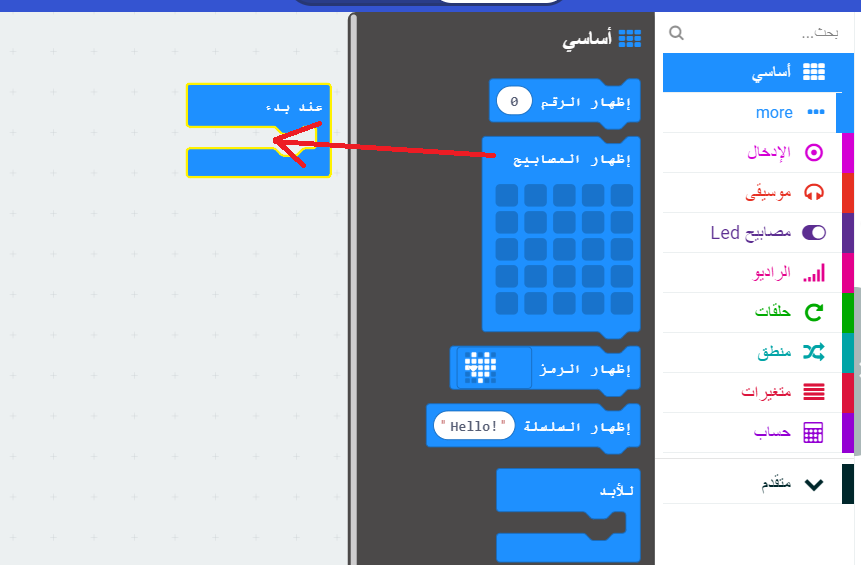 بحث...
أساسي
more
الإدخال
موسيقى
مصابيح Led
الراديو
حلقات
منطق
متغيرات
حساب
متقدم
أساسي
إظهار الرقم 0
إظهار المصابيح
إظهار الرمز
إظهار السلسلة "Hello!"
للأبد
عند بدء